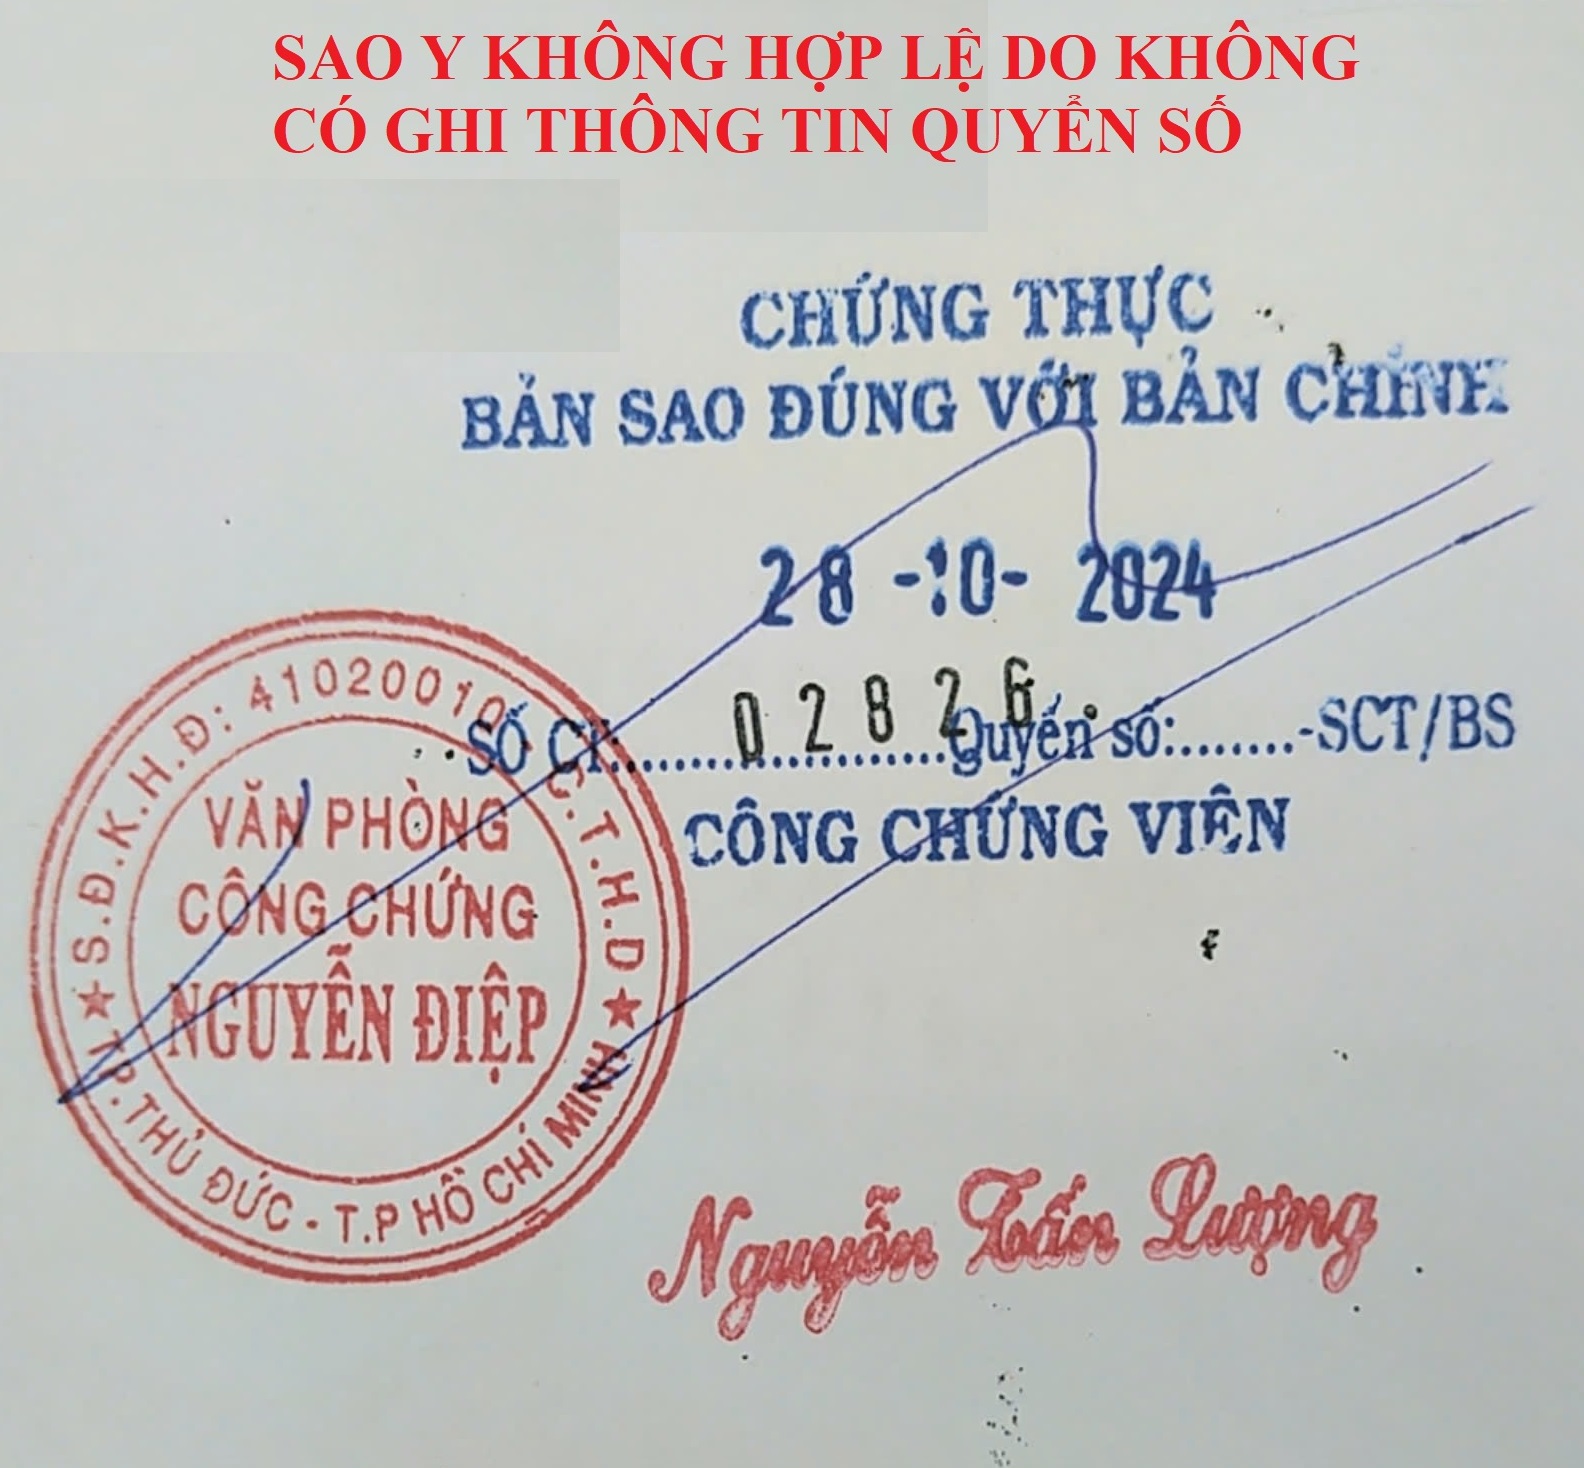 SAO Y KHÔNG HỢP LỆ DO KHÔNG
CÓ GHI THÔNG TIN QUYỂN SỐ
CHỨNG THỰC
BẢN SAO ĐÚNG VỚI BẢN CHÍNH
28 -10- 2024
SỐ CT:.....................Quyển số:........-SCT/BS
02826
CÔNG CHỨNG VIÊN
S.Đ.K.H.Đ: 41020010 C.T.H.D
VĂN PHÒNG
CÔNG CHỨNG
NGUYỄN ĐIỆP
T.P.THỦ ĐỨC - T.P HỒ CHÍ MINH
Nguyễn Tấn Lượng